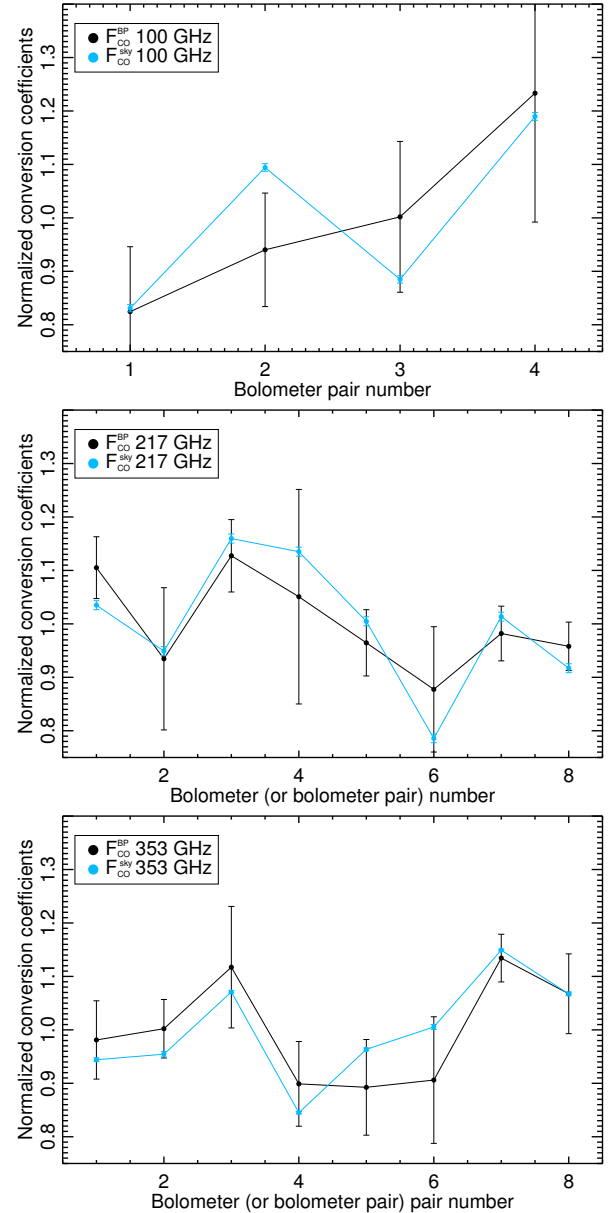 F_CO^BP 100 GHz
F_CO^sky 100 GHz
Normalized conversion coefficients
1.3
1.2
1.1
1.0
0.9
0.8
1 2 3 4
Bolometer pair number
F_CO^BP 217 GHz
F_CO^sky 217 GHz
Normalized conversion coefficients
1.3
1.2
1.1
1.0
0.9
0.8
2 4 6 8
Bolometer (or bolometer pair) number
F_CO^BP 353 GHz
F_CO^sky 353 GHz
Normalized conversion coefficients
1.3
1.2
1.1
1.0
0.9
0.8
2 4 6 8
Bolometer (or bolometer pair) pair number